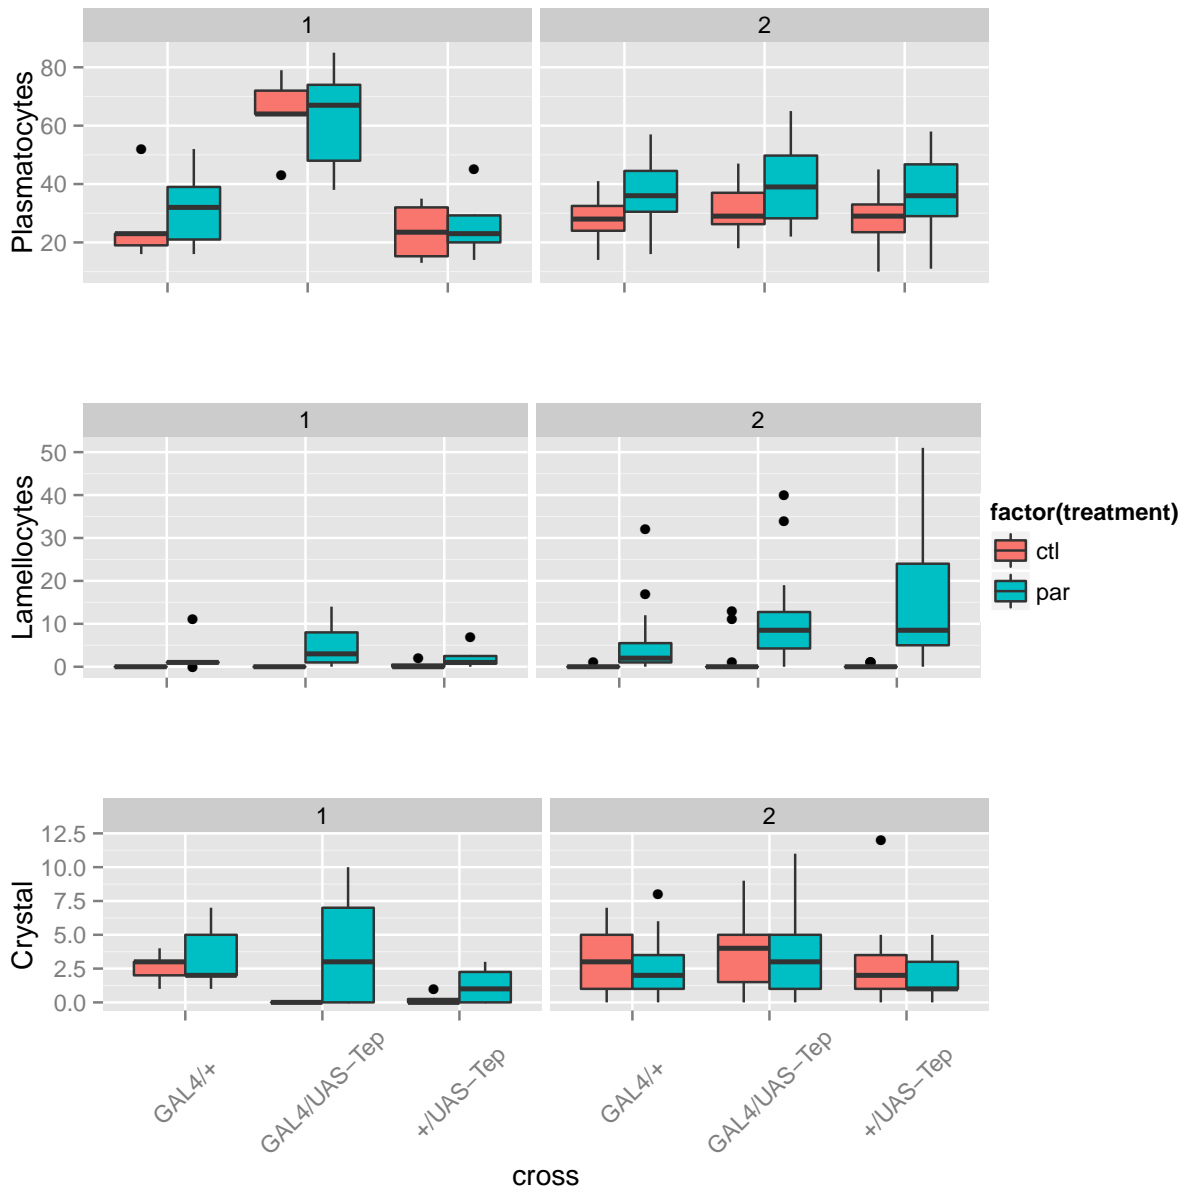 1 2
Plasmatocytes
80
60
40
20
1 2
Lamellocytes
50
40
30
20
10
0
factor(treatment)
ctl
par
1 2
Crystal
12.5
10.0
7.5
5.0
2.5
0.0
GAL4/+ GAL4/UAS−Tep +/UAS−Tep GAL4/+ GAL4/UAS−Tep +/UAS−Tep
cross